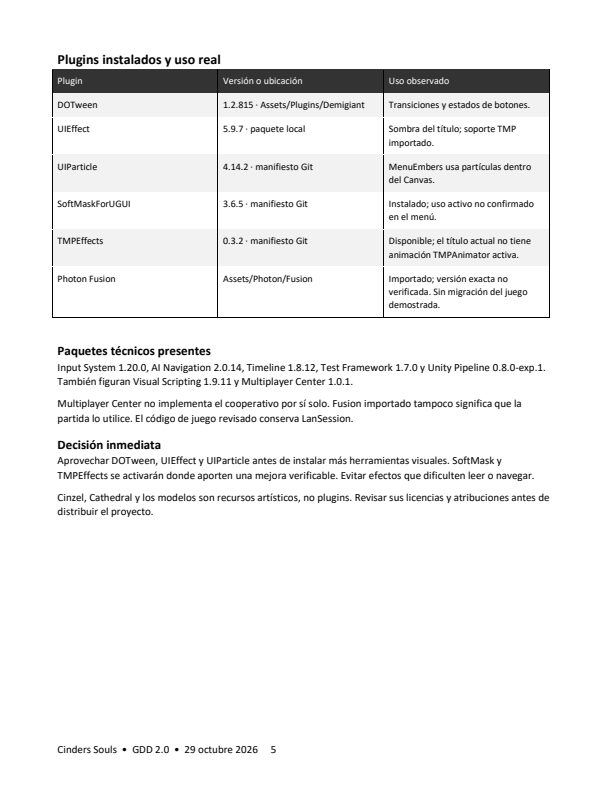 Plugins instalados y uso real
Plugin Versión o ubicación Uso observado
DOTween 1.2.815 · Assets/Plugins/Demigiant Transiciones y estados de botones.
UIEffect 5.9.7 · paquete local Sombra del título; soporte TMP
importado.
UIParticle 4.14.2 · manifiesto Git MenuEmbers usa partículas dentro
del Canvas.
SoftMaskForUGUI 3.6.5 · manifiesto Git Instalado; uso activo no confirmado
en el menú.
TMPEffects 0.3.2 · manifiesto Git Disponible; el título actual no tiene
animación TMPAnimator activa.
Photon Fusion Assets/Photon/Fusion Importado; versión exacta no
verificada. Sin migración del juego
demostrada.
Paquetes técnicos presentes
Input System 1.20.0, AI Navigation 2.0.14, Timeline 1.8.12, Test Framework 1.7.0 y Unity Pipeline 0.8.0-exp.1.
También figuran Visual Scripting 1.9.11 y Multiplayer Center 1.0.1.
Multiplayer Center no implementa el cooperativo por sí solo. Fusion importado tampoco significa que la
partida lo utilice. El código de juego revisado conserva LanSession.
Decisión inmediata
Aprovechar DOTween, UIEffect y UIParticle antes de instalar más herramientas visuales. SoftMask y
TMPEffects se activarán donde aporten una mejora verificable. Evitar efectos que dificulten leer o navegar.
Cinzel, Cathedral y los modelos son recursos artísticos, no plugins. Revisar sus licencias y atribuciones antes de
distribuir el proyecto.
Cinders Souls • GDD 2.0 • 29 octubre 2026 5